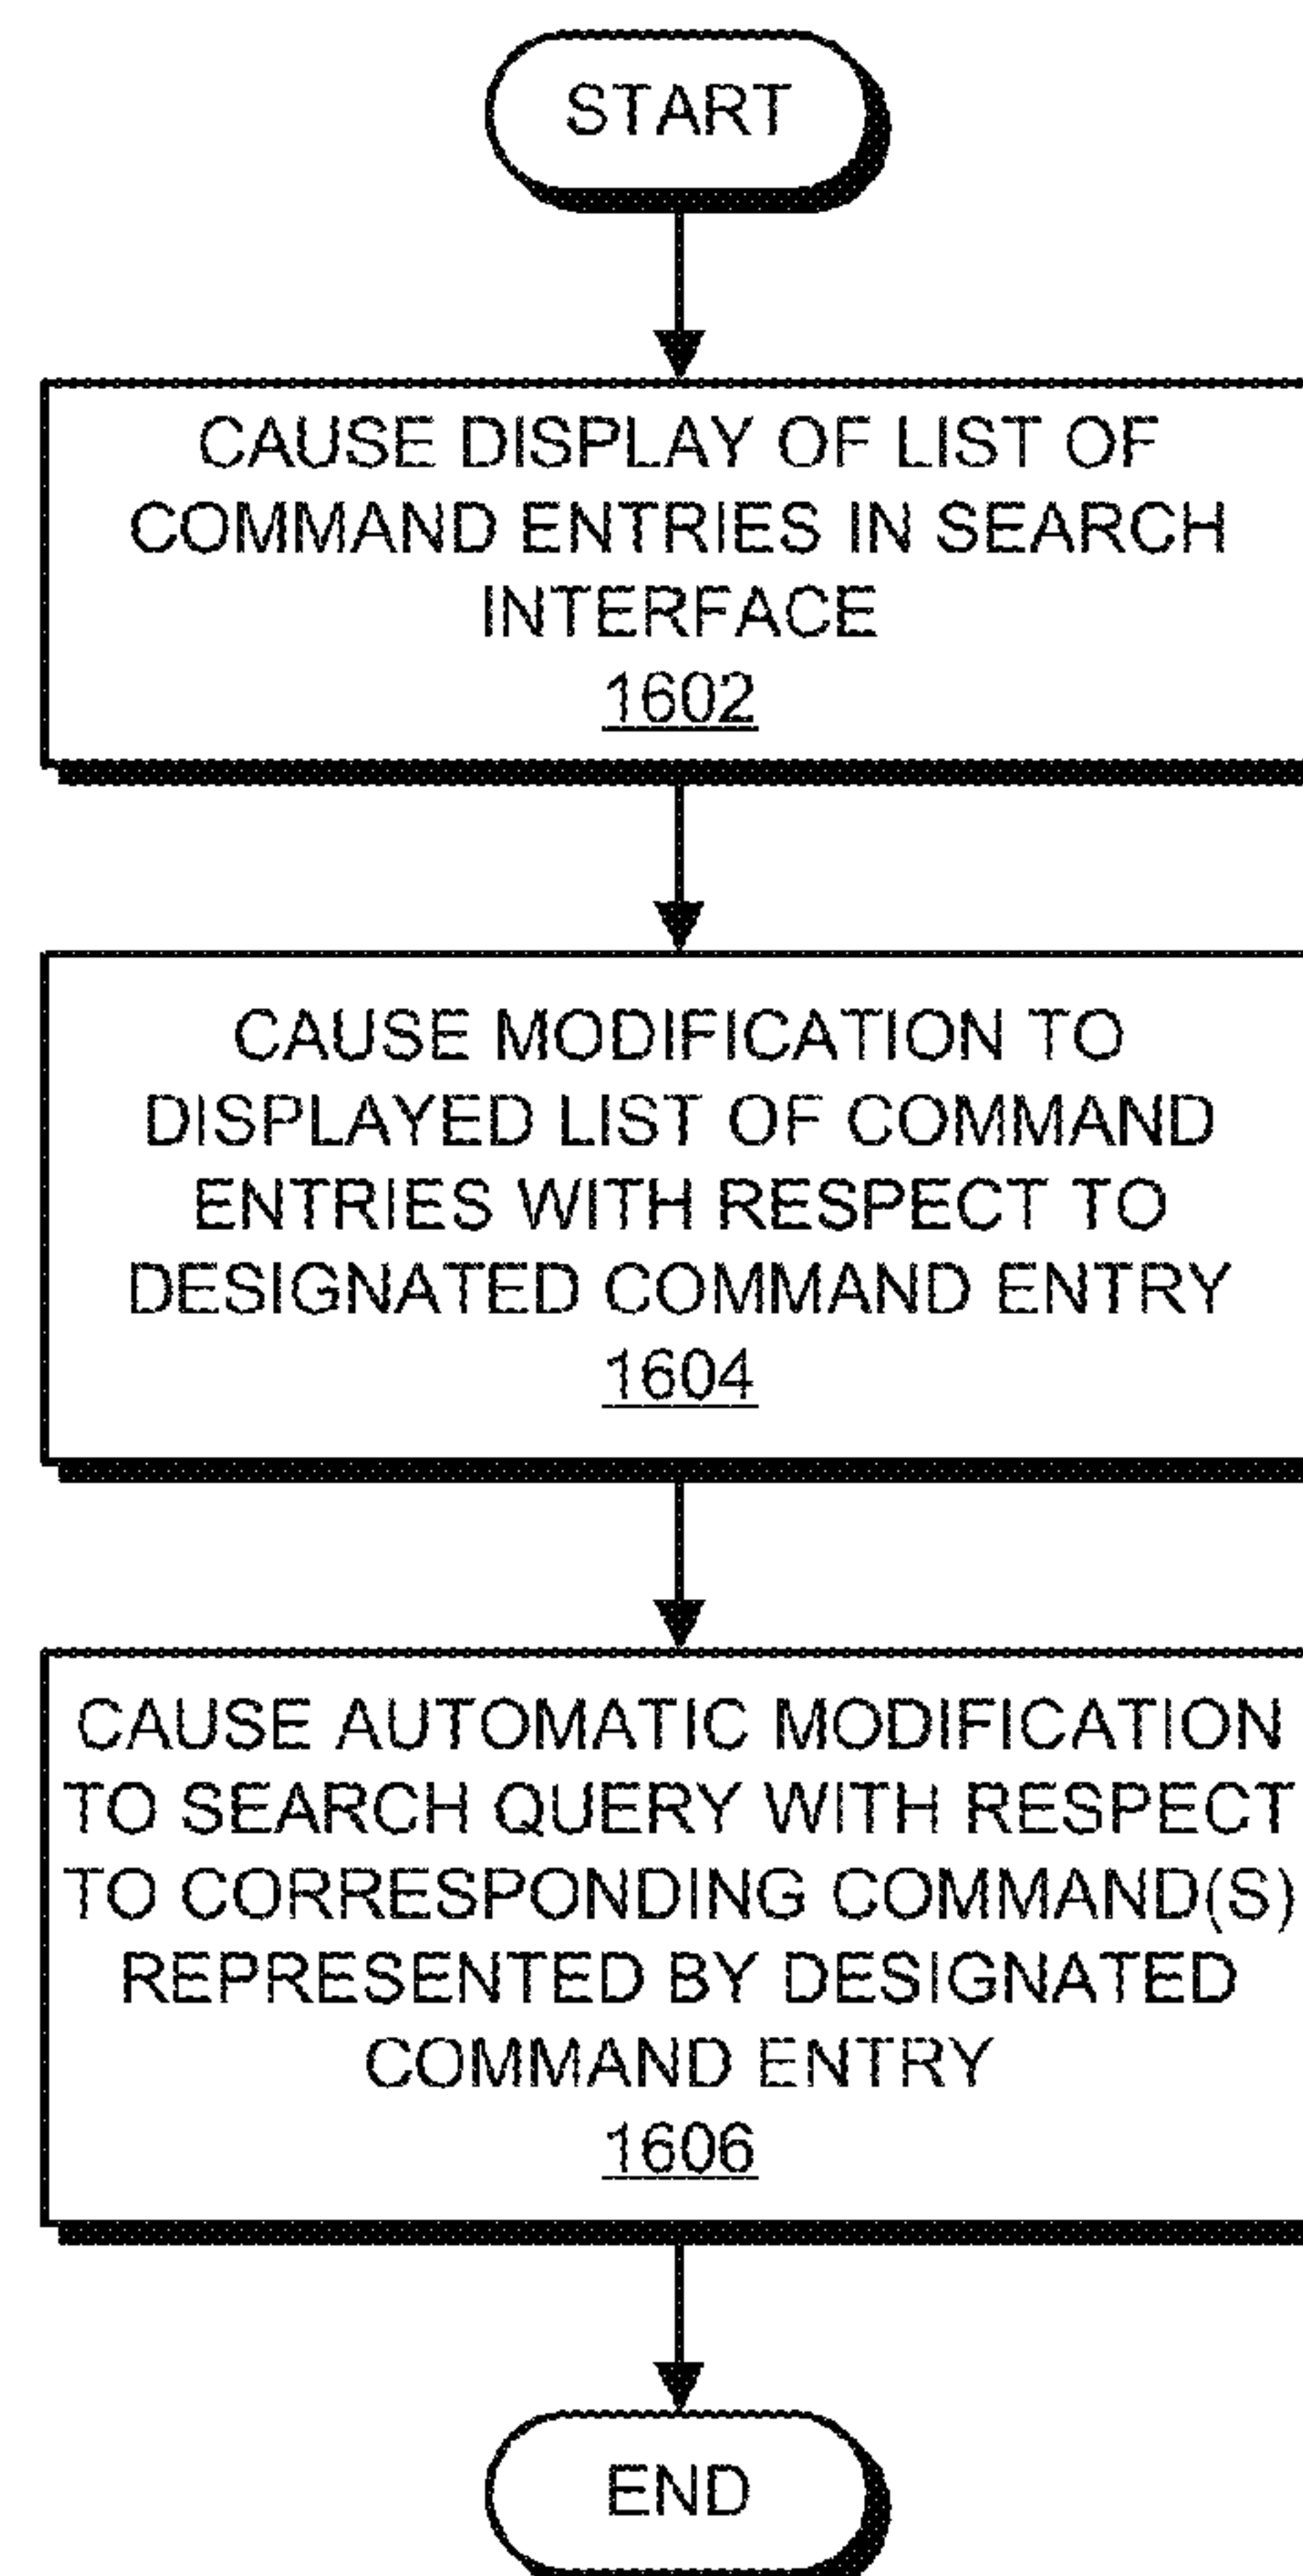 START
CAUSE DISPLAY OF LIST OF
COMMAND ENTRIES IN SEARCH
INTERFACE
1602
CAUSE MODIFICATION TO
DISPLAYED LIST OF COMMAND
ENTRIES WITH RESPECT TO
DESIGNATED COMMAND ENTRY
1604
CAUSE AUTOMATIC MODIFICATION
TO SEARCH QUERY WITH RESPECT
TO CORRESPONDING COMMAND(S)
REPRESENTED BY DESIGNATED
COMMAND ENTRY
1606
END